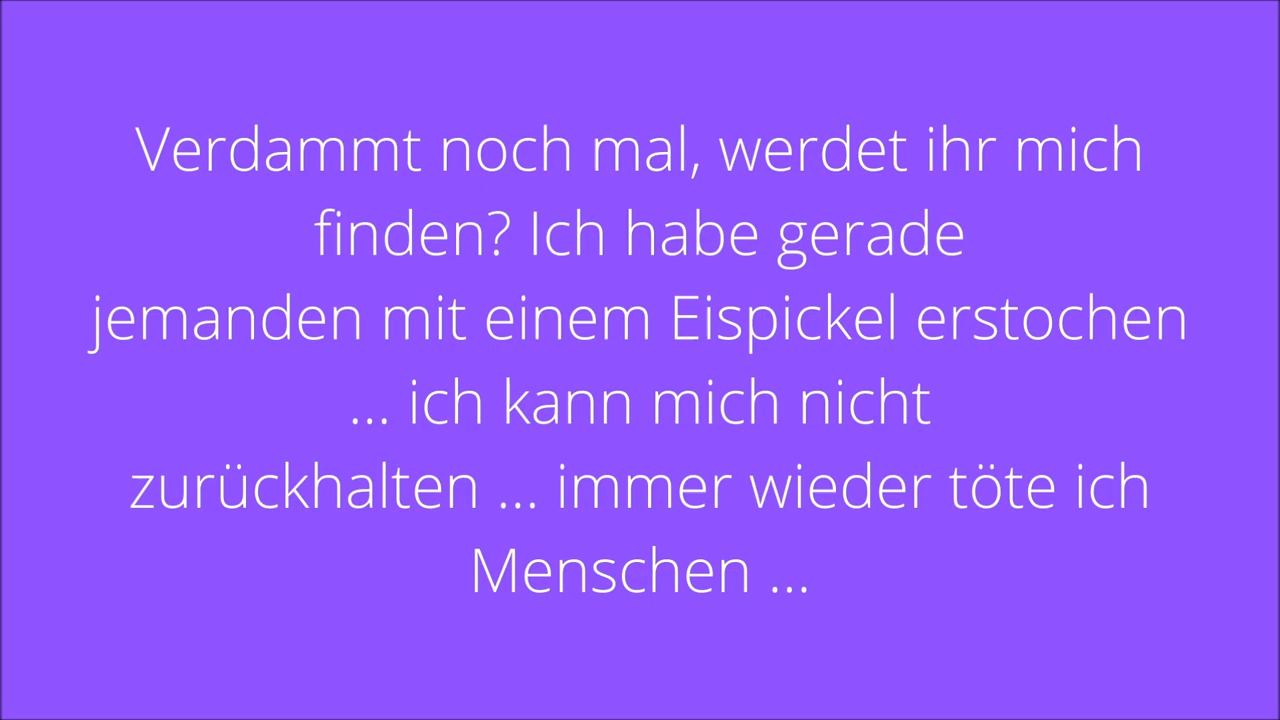 Verdammt noch mal, werdet ihr mich
finden? Ich habe gerade
jemanden mit einem Eispickel erstochen
... ich kann mich nicht
zurückhalten ... immer wieder töte ich
Menschen ...